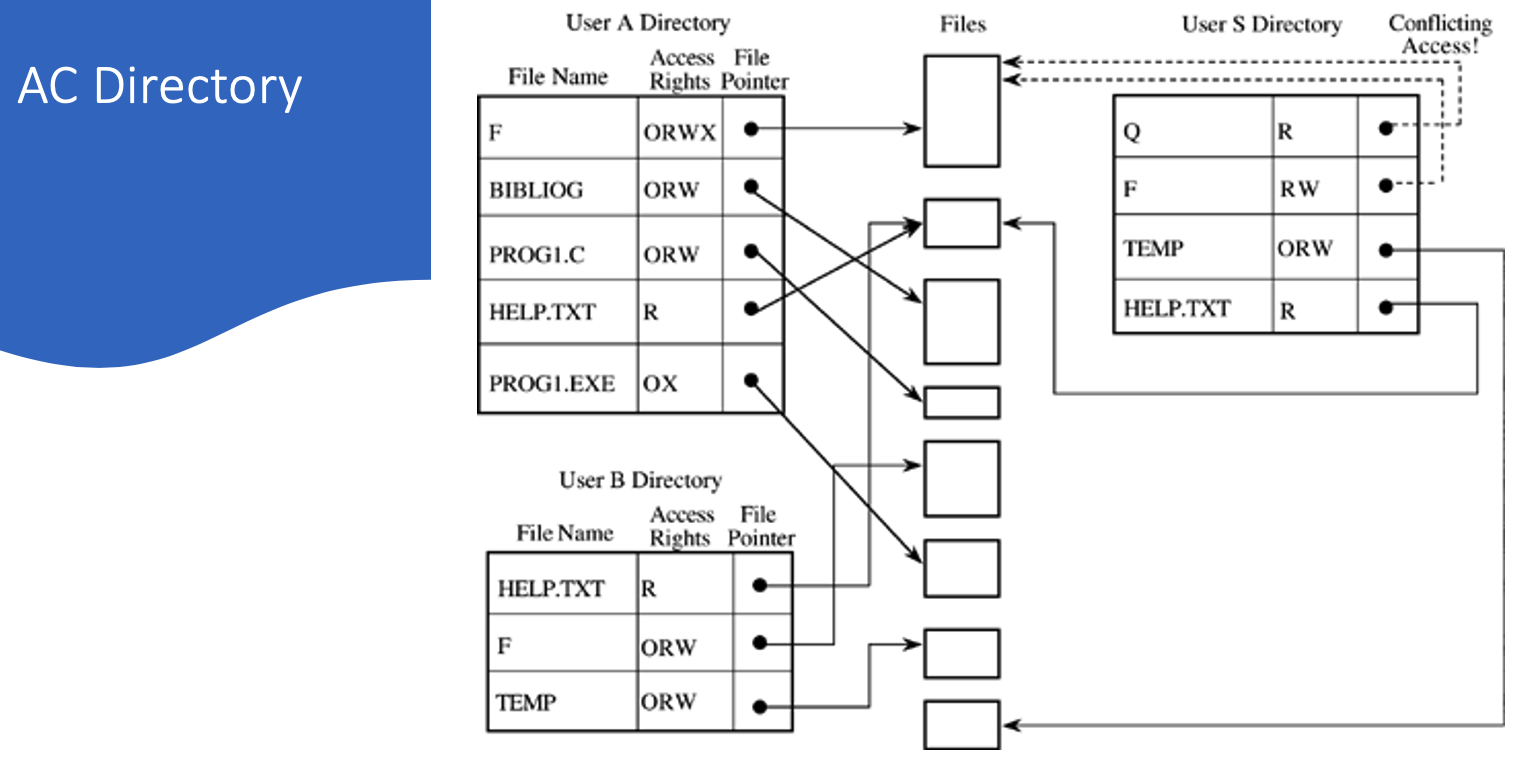 AC Directory
User A Directory
File Name Access Rights File Pointer
F ORWX
BIBLIOG ORW
PROG1.C ORW
HELP.TXT R
PROG1.EXE OX
User B Directory
File Name Access Rights File Pointer
HELP.TXT R
F ORW
TEMP ORW
Files
User S Directory
Conflicting
Access!
Q R
F RW
TEMP ORW
HELP.TXT R